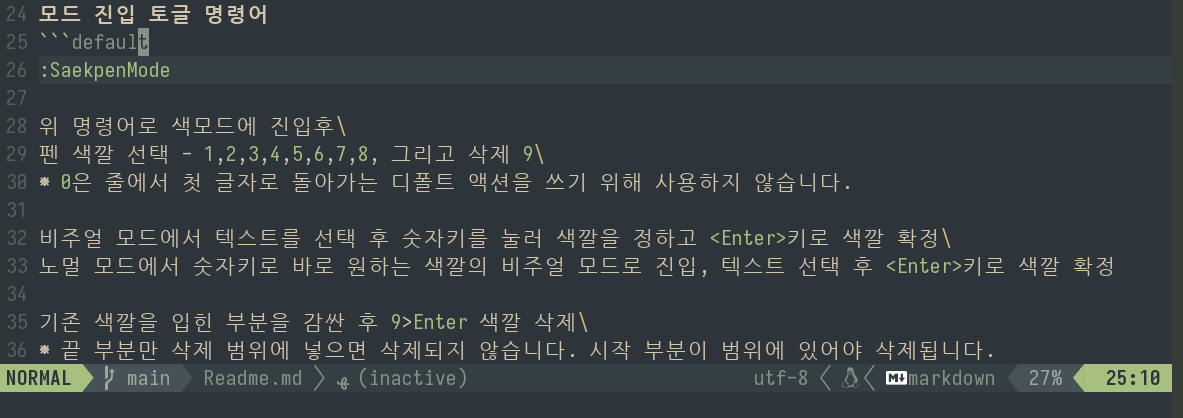 24 모드 진입 토글 명령어
25 ```default
26 :SaekpenMode
27
28 위 명령어로 색모드에 진입후\
29 펜 색깔 선택 - 1,2,3,4,5,6,7,8, 그리고 삭제 9\
30 * 0은 줄에서 첫 글자로 돌아가는 디폴트 액션을 쓰기 위해 사용하지 않습니다.
31
32 비주얼 모드에서 텍스트를 선택 후 숫자키를 눌러 색깔을 정하고 <Enter>키로 색깔 확정\
33 노멀 모드에서 숫자키로 바로 원하는 색깔의 비주얼 모드로 진입, 텍스트 선택 후 <Enter>키로 색깔 확정
34
35 기존 색깔을 입힌 부분을 감싼 후 9>Enter 색깔 삭제\
36 * 끝 부분만 삭제 범위에 넣으면 삭제되지 않습니다. 시작 부분이 범위에 있어야 삭제됩니다.
NORMAL main Readme.md (inactive) utf-8 M↓ markdown 27% 25:10